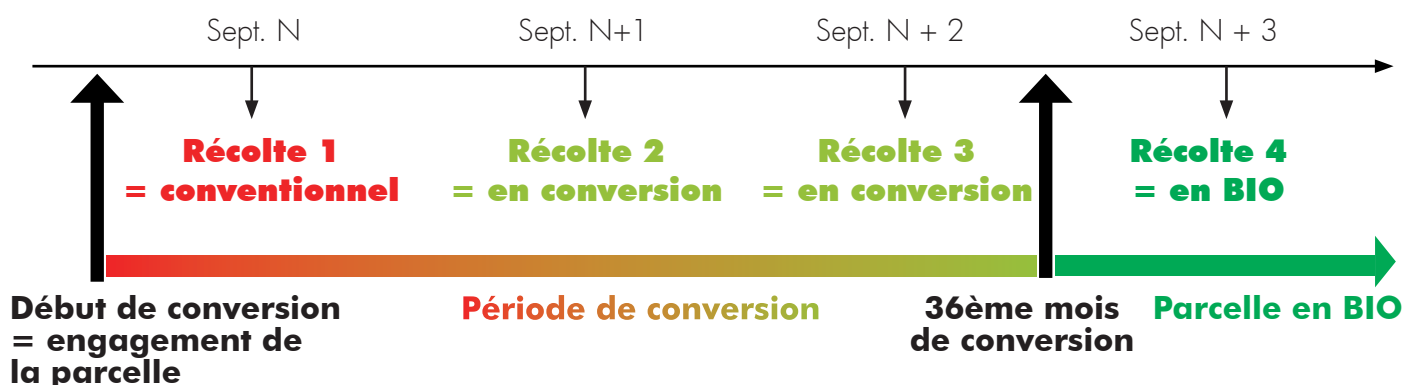 Sept. N
Sept. N+1
Sept. N + 2
Sept. N + 3
Récolte 1
= conventionnel
Récolte 2
= en conversion
Récolte 3
= en conversion
Récolte 4
= en BIO
Début de conversion
= engagement de
la parcelle
Période de conversion
36ème mois
de conversion
Parcelle en BIO